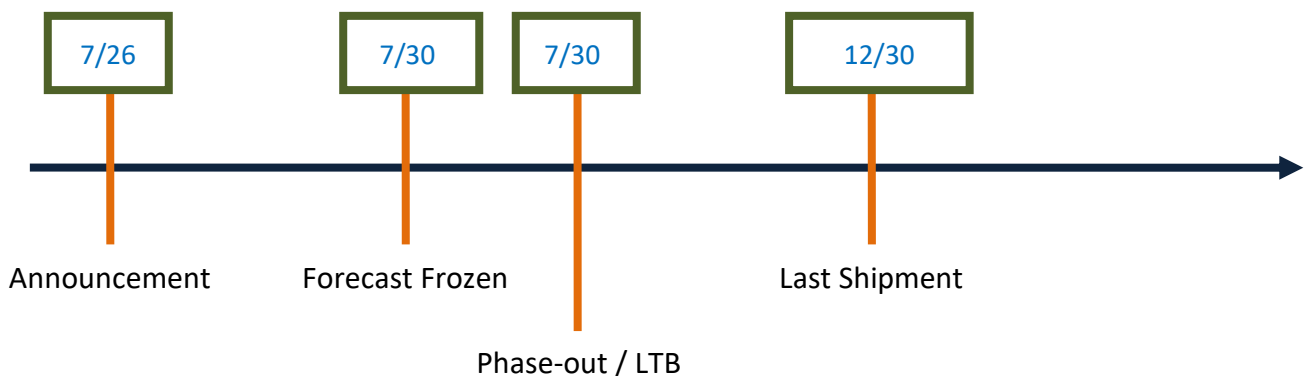 7/26
7/30
7/30
12/30
Announcement
Forecast Frozen
Last Shipment
Phase-out / LTB